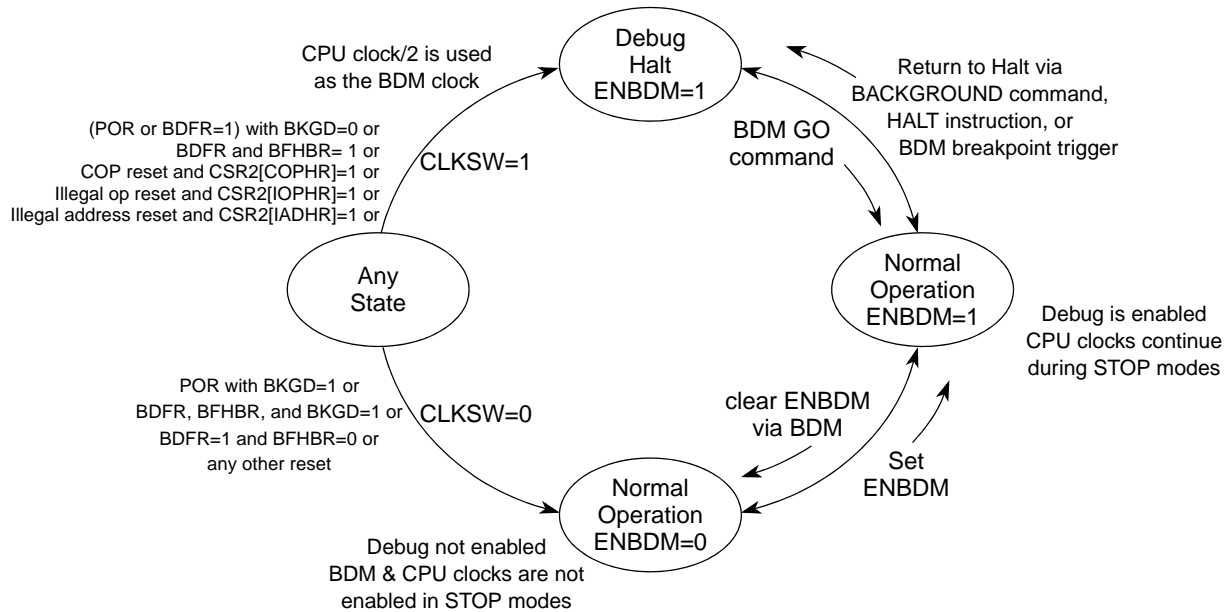 CPU clock/2 is used
as the BDM clock
Debug
Halt
ENBDM=1
Return to Halt via
BACKGROUND command,
HALT instruction, or
BDM breakpoint trigger
(POR or BDFR=1) with BKGD=0 or
BDFR and BFHBR= 1 or
COP reset and CSR2[COPHR]=1 or
Illegal op reset and CSR2[IOPHR]=1 or
Illegal address reset and CSR2[IADHR]=1 or
CLKSW=1
BDM GO
command
Any
State
Normal
Operation
ENBDM=1
Debug is enabled
CPU clocks continue
during STOP modes
POR with BKGD=1 or
BDFR, BFHBR, and BKGD=1 or
BDFR=1 and BFHBR=0 or
any other reset
CLKSW=0
clear ENBDM
via BDM
Set
ENBDM
Normal
Operation
ENBDM=0
Debug not enabled
BDM & CPU clocks are not
enabled in STOP modes